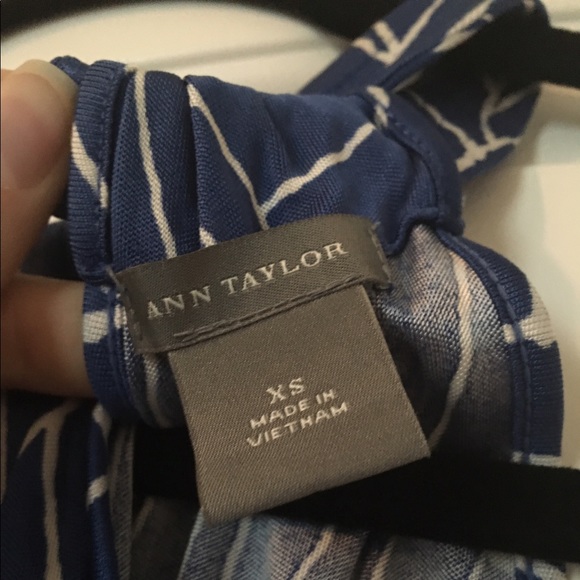 ANN TAYLOR
XS
MADE IN
VIETNAM